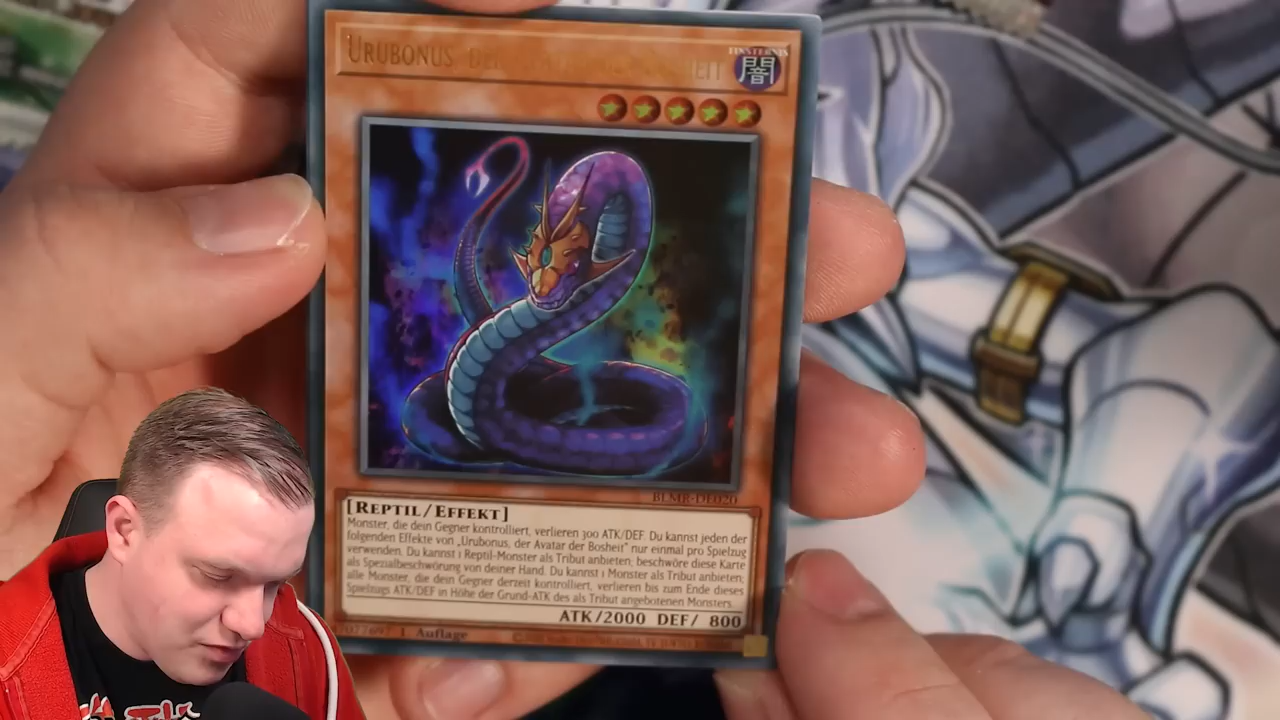 URUBONUS
FINSTERNIS
闇
BLMR-DE020
[REPTIL/EFFEKT]
Monster, die dein Gegner kontrolliert, verlieren 300 ATK/DEF. Du kannst jeden der
folgenden Effekte von „Urubonus, der Avatar der Bosheit" nur einmal pro Spielzug
verwenden. Du kannst 1 Reptil-Monster als Tribut anbieten; beschwöre diese Karte
als Spezialbeschwörung von deiner Hand. Du kannst 1 Monster als Tribut anbieten;
alle Monster, die dein Gegner derzeit kontrolliert, verlieren bis zum Ende dieses
Spielzugs ATK/DEF in Höhe der Grund-ATK des als Tribut angebotenen Monsters.
ATK/2000 DEF/ 800
1. Auflage